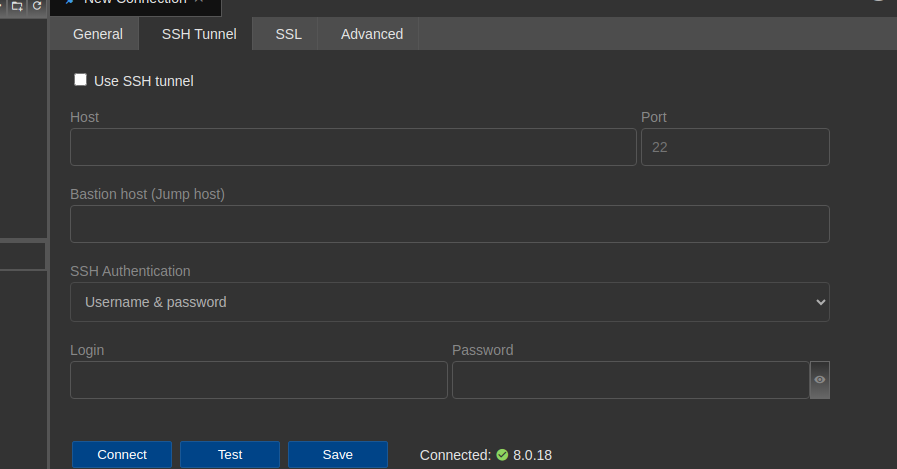 New Connection
General SSH Tunnel SSL Advanced
Use SSH tunnel
Host Port
22
Bastion host (Jump host)
SSH Authentication
Username & password
Login Password
Connect Test Save Connected: 8.0.18